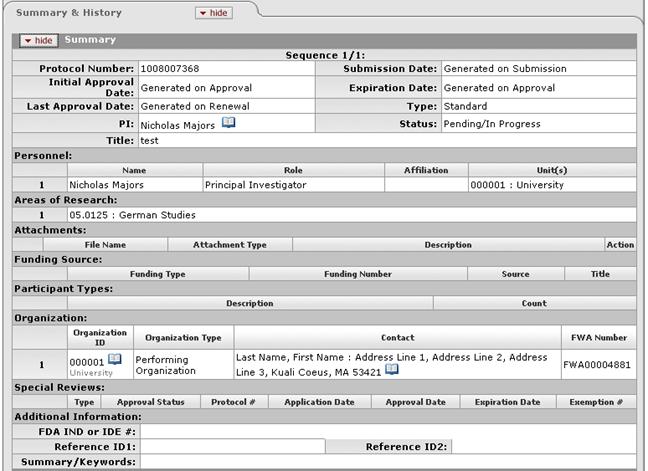 Summary & History hide
hide Summary
Sequence 1/1:
Protocol Number: 1008007368 Submission Date: Generated on Submission
Initial Approval Date: Generated on Approval Expiration Date: Generated on Approval
Last Approval Date: Generated on Renewal Type: Standard
PI: Nicholas Majors Status: Pending/In Progress
Title: test
Personnel:
Name Role Affiliation Unit(s)
1 Nicholas Majors Principal Investigator 000001 : University
Areas of Research:
1 05.0125 : German Studies
Attachments:
File Name Attachment Type Description Action
Funding Source:
Funding Type Funding Number Source Title
Participant Types:
Description Count
Organization:
Organization ID Organization Type Contact FWA Number
1 000001 University Performing Organization Last Name, First Name : Address Line 1, Address Line 2, Address Line 3, Kuali Coeus, MA 53421 FWA00004881
Special Reviews:
Type Approval Status Protocol # Application Date Approval Date Expiration Date Exemption #
Additional Information:
FDA IND or IDE #:
Reference ID1: Reference ID2:
Summary/Keywords: